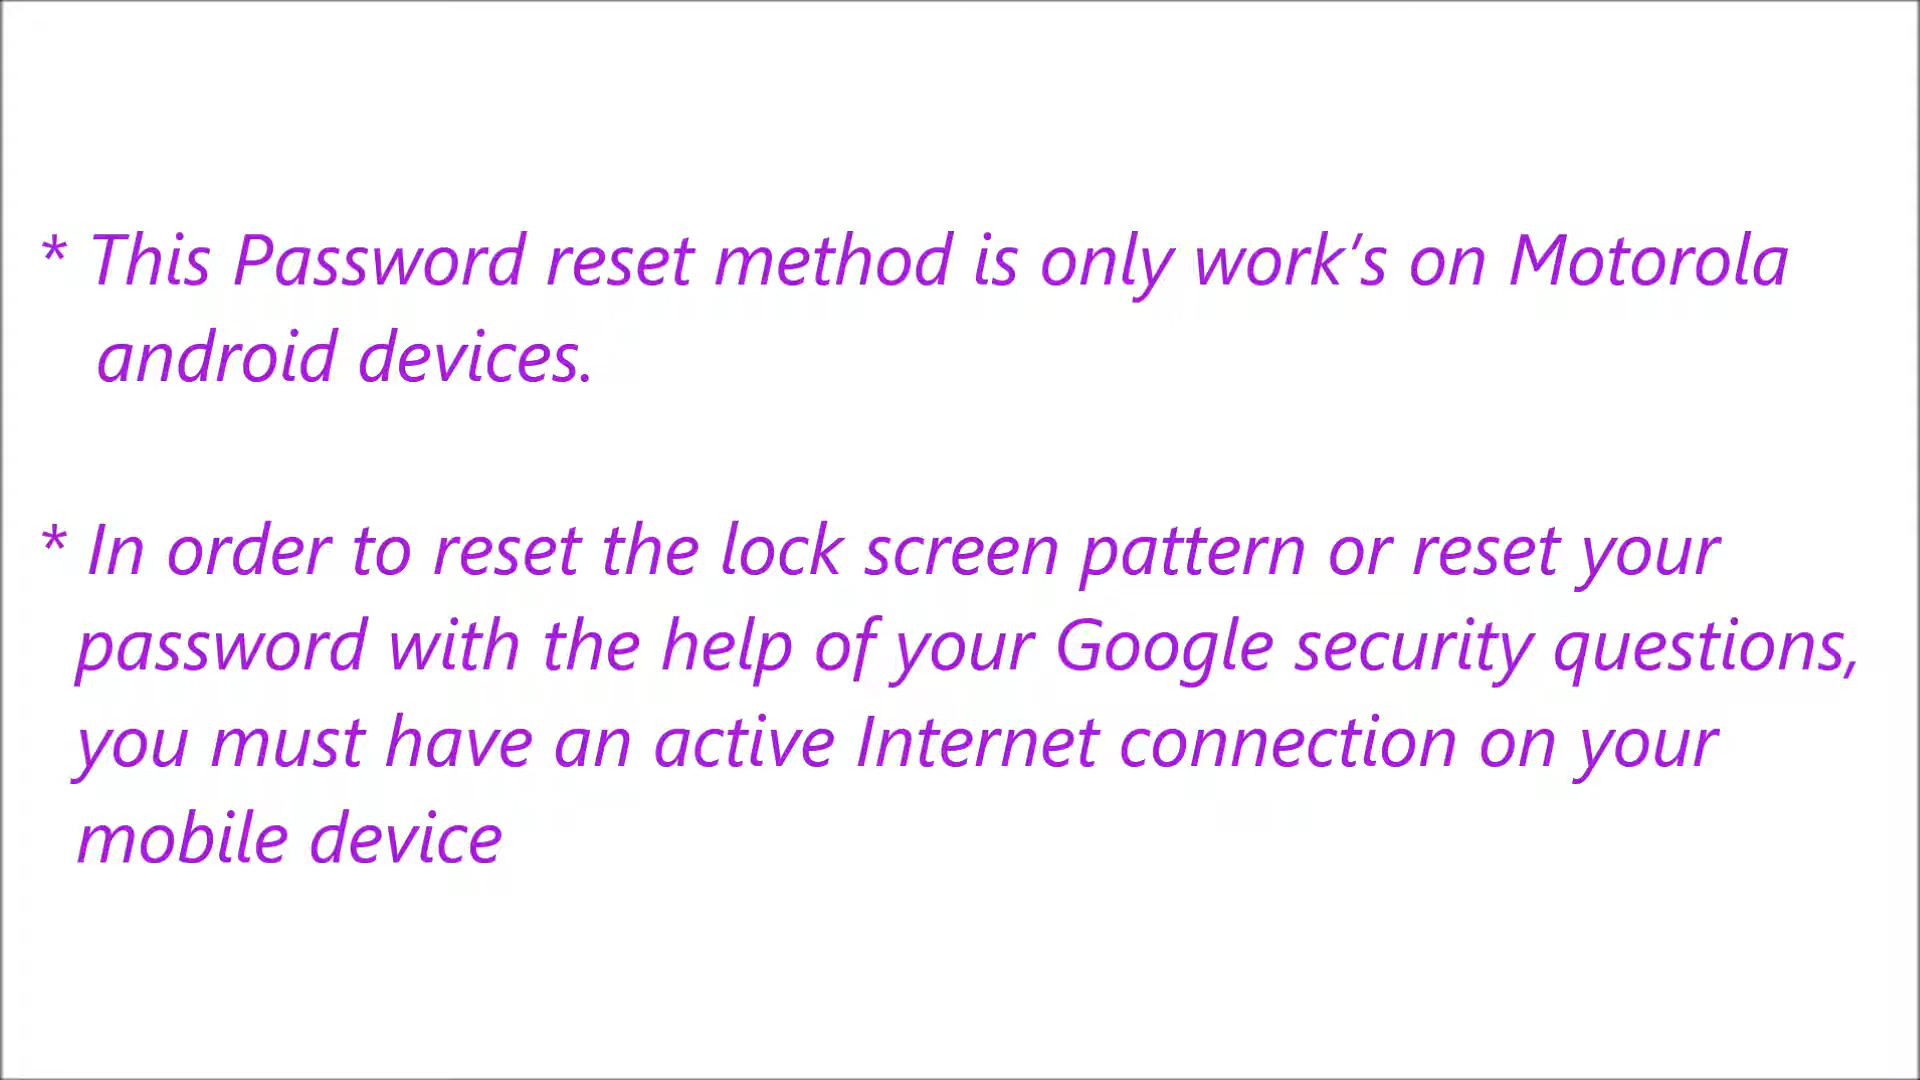 * This Password reset method is only work's on Motorola
android devices.
* In order to reset the lock screen pattern or reset your
password with the help of your Google security questions,
you must have an active Internet connection on your
mobile device